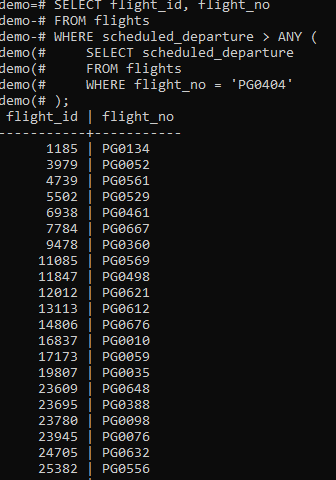 demo=# SELECT flight_id, flight_no
demo-# FROM flights
demo-# WHERE scheduled_departure > ANY (
demo(#     SELECT scheduled_departure
demo(#     FROM flights
demo(#     WHERE flight_no = 'PG0404'
demo(# );
 flight_id | flight_no
-----------+-----------
      1185 | PG0134
      3979 | PG0052
      4739 | PG0561
      5502 | PG0529
      6938 | PG0461
      7784 | PG0667
      9478 | PG0360
     11085 | PG0569
     11847 | PG0498
     12012 | PG0621
     13113 | PG0612
     14806 | PG0676
     16837 | PG0010
     17173 | PG0059
     19807 | PG0035
     23609 | PG0648
     23695 | PG0388
     23780 | PG0098
     23945 | PG0076
     24705 | PG0632
     25382 | PG0556